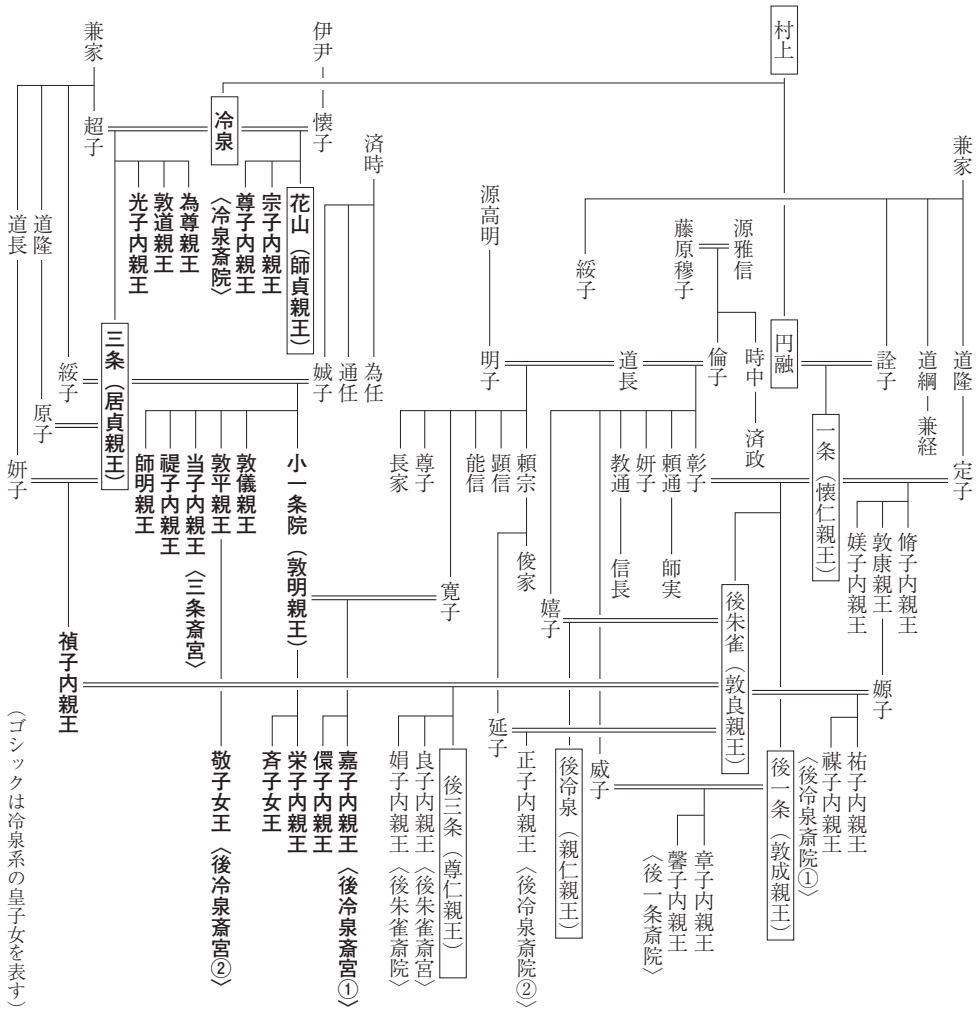 村上
兼家
道隆
定子
道綱
兼経
詮子
綏子
円融
一条（懐仁親王）
脩子内親王
敦康親王
媄子内親王
嫄子
祐子内親王
禖子内親王
〈後冷泉斎院①〉
源雅信
藤原穆子
時中
済政
倫子
道長
源高明
明子
彰子
頼通
師実
妍子
教通
信長
嬉子
威子
頼宗
俊家
延子
顕信
能信
寛子
尊子
長家
後一条（敦成親王）
章子内親王
馨子内親王
〈後一条斎院〉
後朱雀（敦良親王）
後冷泉（親仁親王）
正子内親王〈後冷泉斎院②〉
後三条（尊仁親王）
良子内親王〈後朱雀斎宮〉
娟子内親王〈後朱雀斎院〉
伊尹
懐子
冷泉
花山（師貞親王）
宗子内親王
尊子内親王
〈冷泉斎院〉
兼家
超子
為尊親王
敦道親王
光子内親王
三条（居貞親王）
済時
為任
通任
娍子
綏子
道隆
原子
道長
妍子
小一条院（敦明親王）
敦儀親王
敦平親王
当子内親王〈三条斎宮〉
禔子内親王
師明親王
禎子内親王
嘉子内親王〈後冷泉斎宮①〉
儇子内親王
栄子内親王
斉子女王
敬子女王〈後冷泉斎宮②〉
（ゴシックは冷泉系の皇子女を表す）